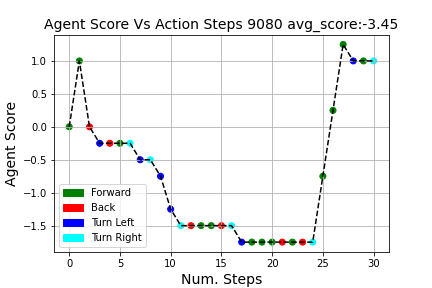 Agent Score Vs Action Steps 9080 avg_score:-3.45
Agent Score
1.0
0.5
0.0
−0.5
−1.0
−1.5
Forward
Back
Turn Left
Turn Right
0 5 10 15 20 25 30
Num. Steps